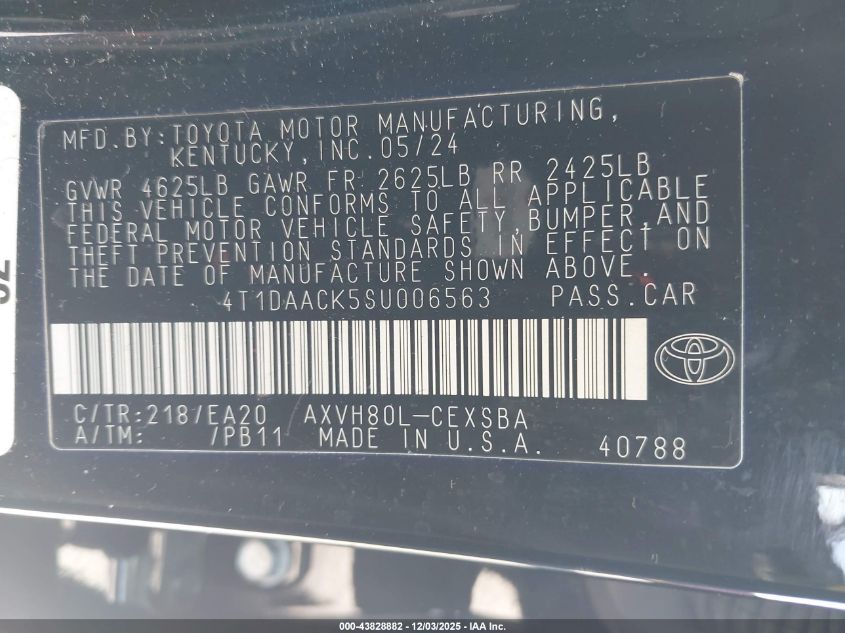 MFD.BY:TOYOTA MOTOR MANUFACTURING,
KENTUCKY,INC.05/24
GVWR 4625LB GAWR FR 2625LB RR 2425LB
THIS VEHICLE CONFORMS TO ALL APPLICABLE
FEDERAL MOTOR VEHICLE SAFETY,BUMPER,AND
THEFT PREVENTION STANDARDS IN EFFECT ON
THE DATE OF MANUFACTURE SHOWN ABOVE.
4T1DAACK5SU006563 PASS.CAR
C/TR:218/EA20 AXVH80L-CEXSBA
A/TM: /PB11 MADE IN U.S.A. 40788
000-43828882 - 12/03/2025 - IAA Inc.